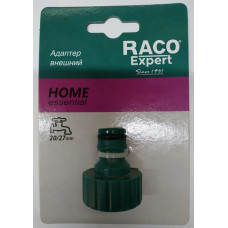 Адаптер
внешний
RACO®
Expert
Since 1931
HOME
essential
20/27mm